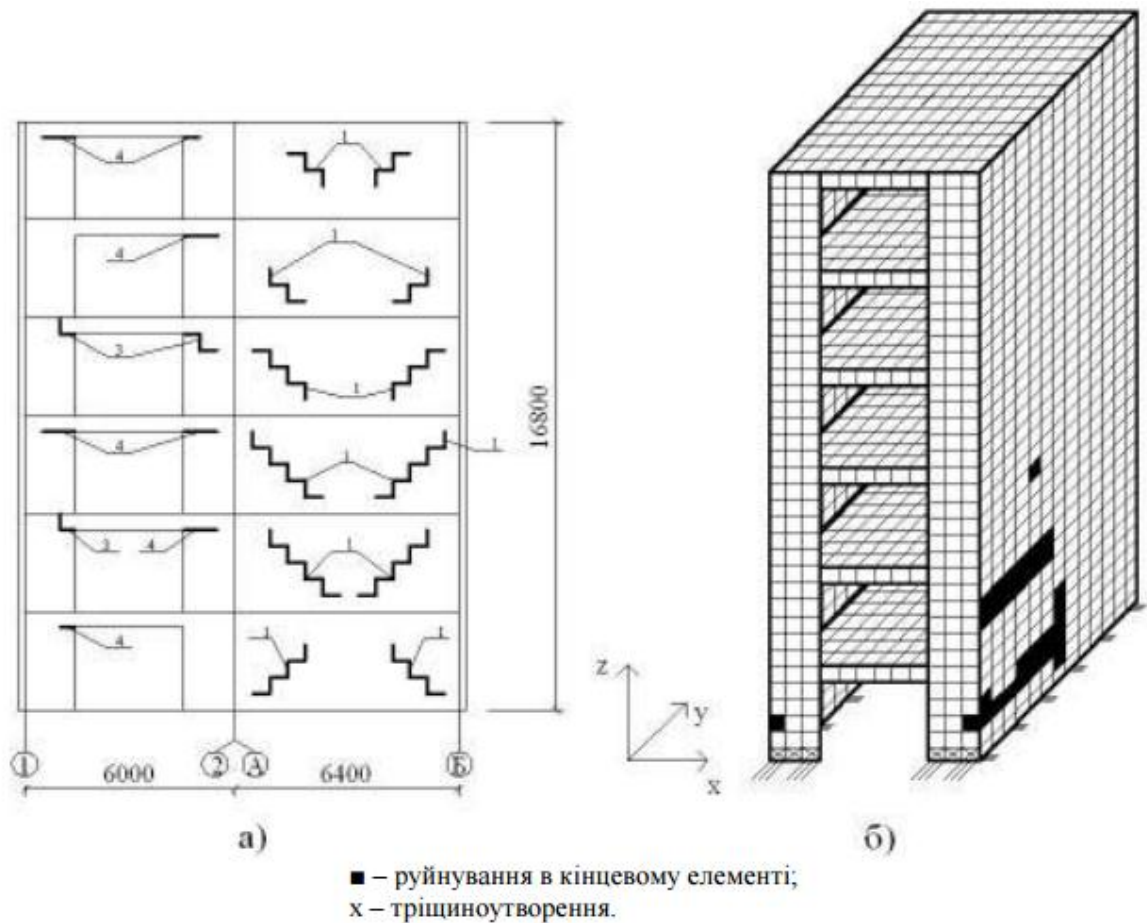 4 1
4 1
3 1
4 1 1
3 4 1
4 1 1
16800
1 2 А Б
6000 6400
z
y
x
а) б)
■ – руйнування в кінцевому елементі;
х – тріщиноутворення.